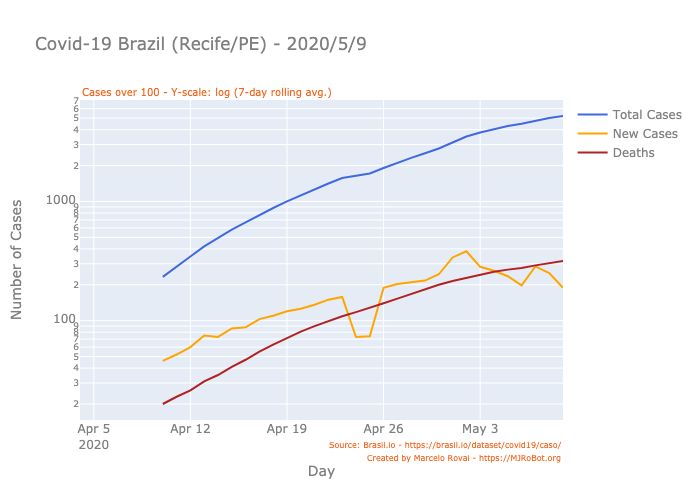 Covid-19 Brazil (Recife/PE) - 2020/5/9
Cases over 100 - Y-scale: log (7-day rolling avg.)
Total Cases
New Cases
Deaths
Number of Cases
7
6
5
4
3
2
1000
9
8
7
6
5
4
3
2
100
9
8
7
6
5
4
3
2
Apr 5
2020
Apr 12
Apr 19
Apr 26
May 3
Source: Brasil.io - https://brasil.io/dataset/covid19/caso/
Created by Marcelo Rovai - https://MJRoBot.org
Day